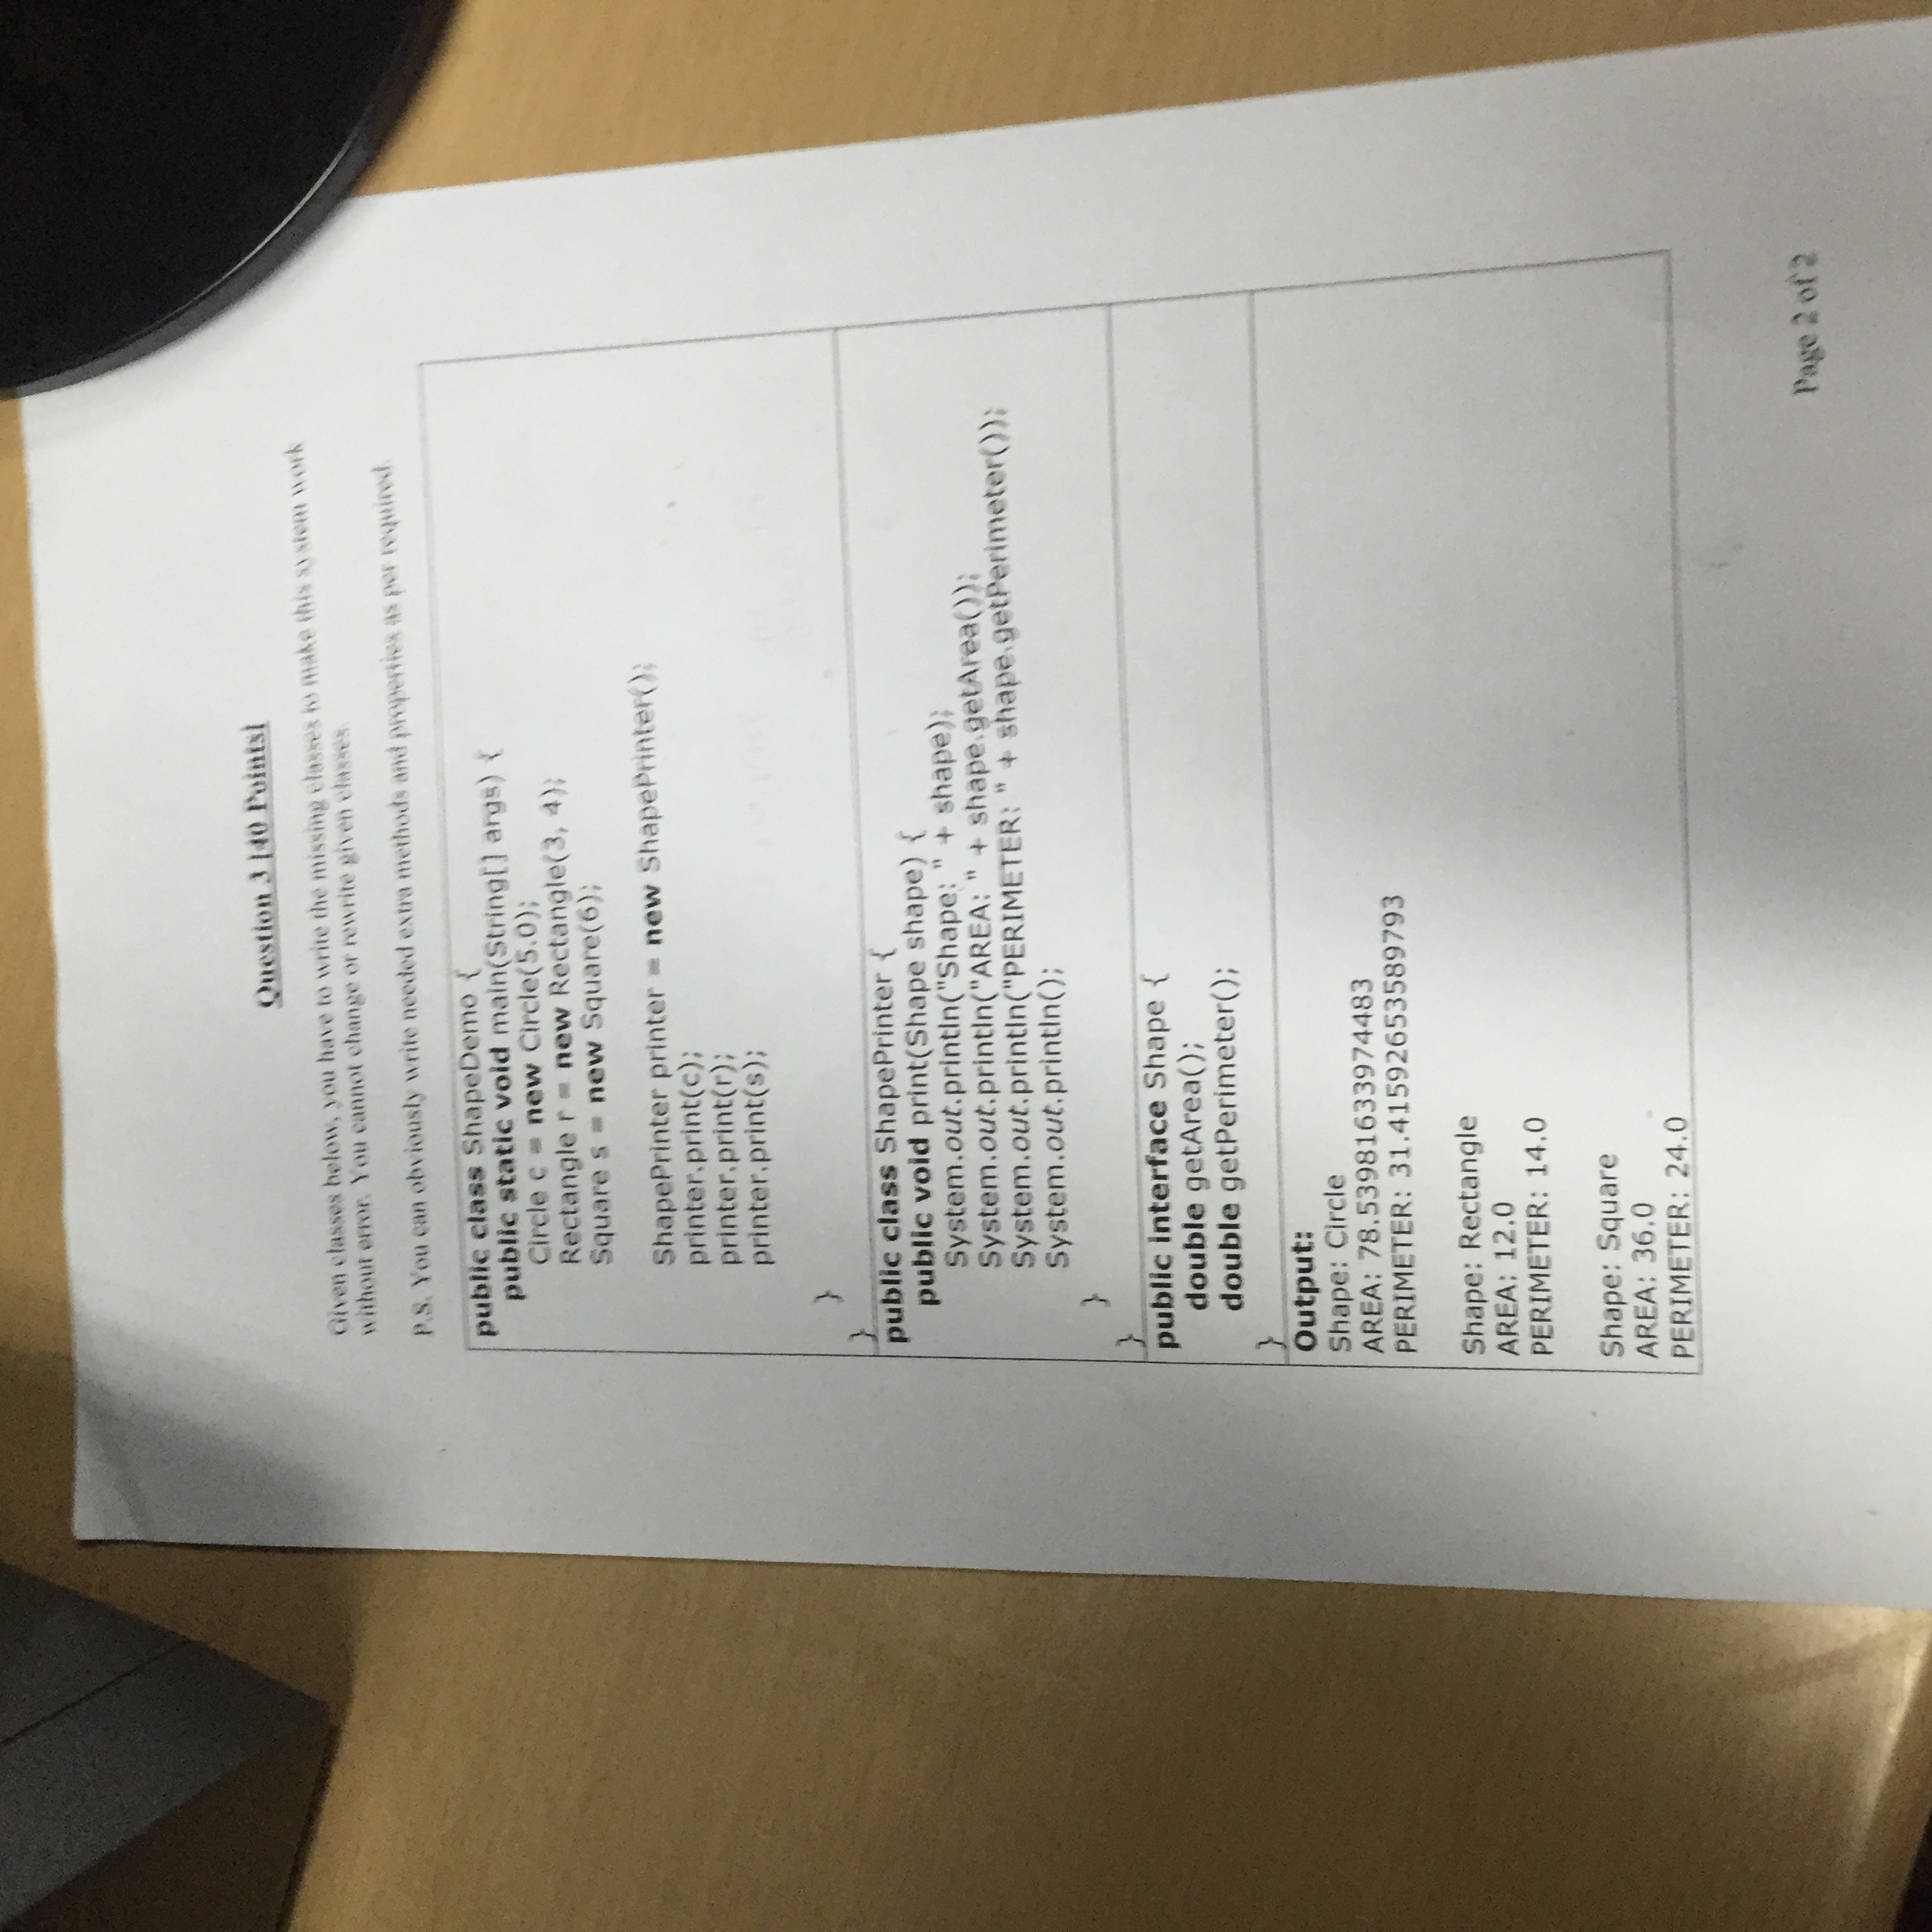 Question 3 [40 Points]
Given classes below, you have to write the missing classes to make this system work
without error. You cannot change or rewrite given classes.
P.S. You can obviously write needed extra methods and properties as per required.
public class ShapeDemo {
public static void main(String[] args) {
Circle c = new Circle(5.0);
Rectangle r = new Rectangle(3, 4);
Square s = new Square(6);
ShapePrinter printer = new ShapePrinter();
printer.print(c);
printer.print(r);
printer.print(s);
}
}
public class ShapePrinter {
public void print(Shape shape) {
System.out.println("Shape: " + shape);
System.out.println("AREA: " + shape.getArea());
System.out.println("PERIMETER: " + shape.getPerimeter());
System.out.println();
}
}
public interface Shape {
double getArea();
double getPerimeter();
}
Output:
Shape: Circle
AREA: 78.53981633974483
PERIMETER: 31.41592653589793
Shape: Rectangle
AREA: 12.0
PERIMETER: 14.0
Shape: Square
AREA: 36.0
PERIMETER: 24.0
Page 2 of 2